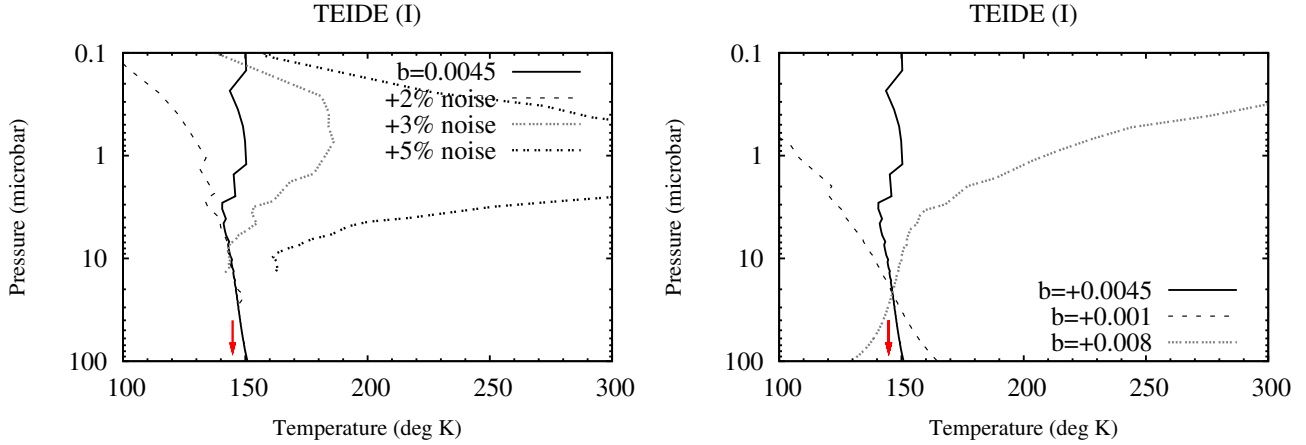 TEIDE (I)
0.1
1
10
100
Pressure (microbar)
b=0.0045
+2% noise
+3% noise
+5% noise
100 150 200 250 300
Temperature (deg K)
TEIDE (I)
0.1
1
10
100
Pressure (microbar)
b=+0.0045
b=+0.001
b=+0.008
100 150 200 250 300
Temperature (deg K)